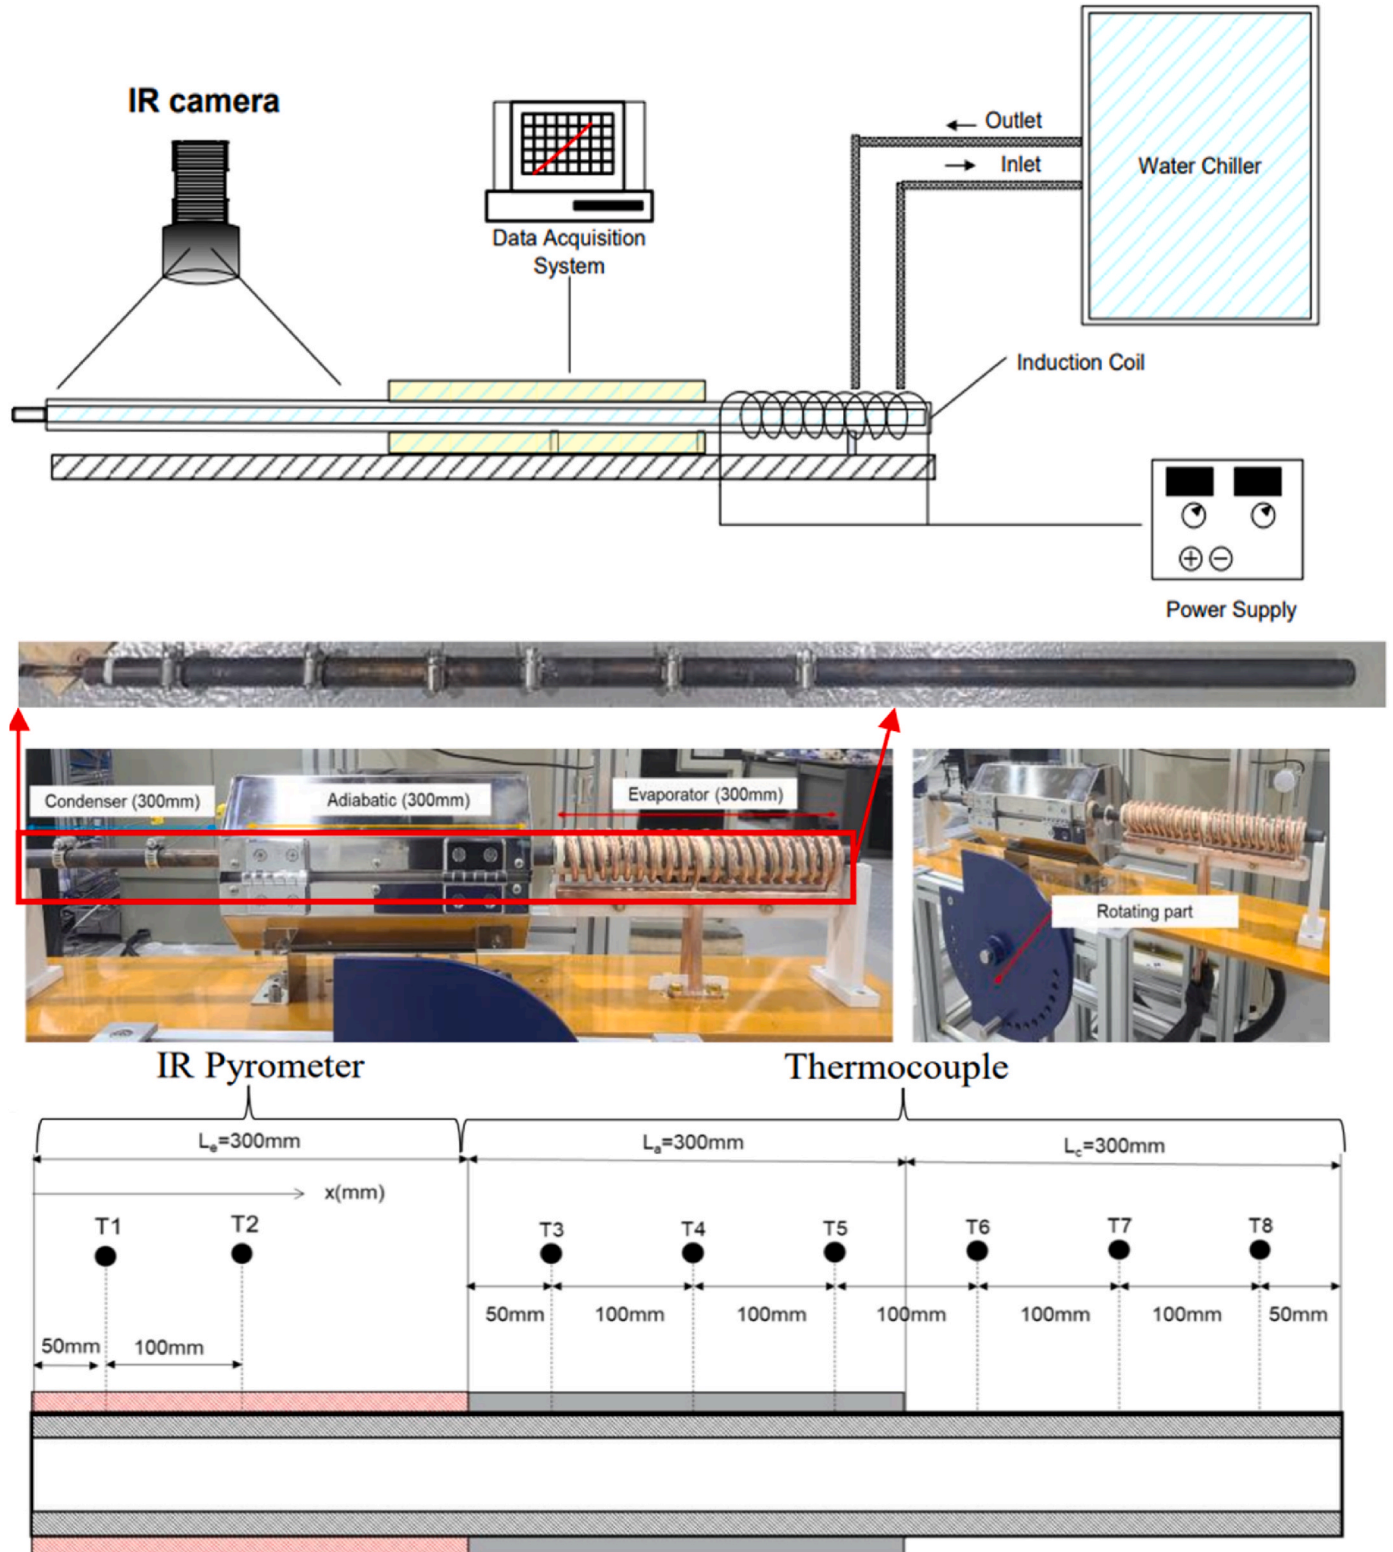 IR camera
Data Acquisition
System
Outlet
Inlet
Water Chiller
Induction Coil
Power Supply
Condenser (300mm)
Adiabatic (300mm)
Evaporator (300mm)
Rotating part
IR Pyrometer
Thermocouple
Lₑ=300mm
Lₐ=300mm
L꜀=300mm
x(mm)
T1
T2
T3
T4
T5
T6
T7
T8
50mm
100mm
100mm
100mm
100mm
100mm
50mm
50mm
100mm